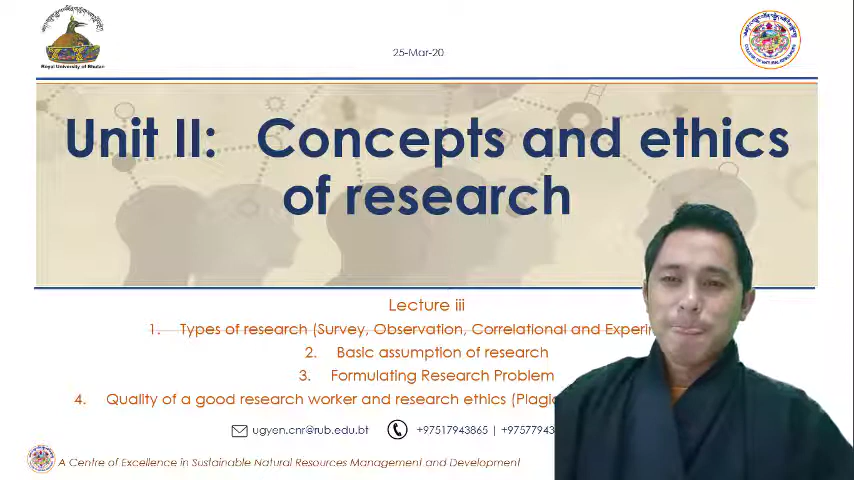 Royal University of Bhutan
25-Mar-20
Unit II: Concepts and ethics
of research
Lecture iii
1. Types of research (Survey, Observation, Correlational and Experim
2. Basic assumption of research
3. Formulating Research Problem
4. Quality of a good research worker and research ethics (Plagia
ugyen.cnr@rub.edu.bt +97517943865 | +97577943
A Centre of Excellence in Sustainable Natural Resources Management and Development